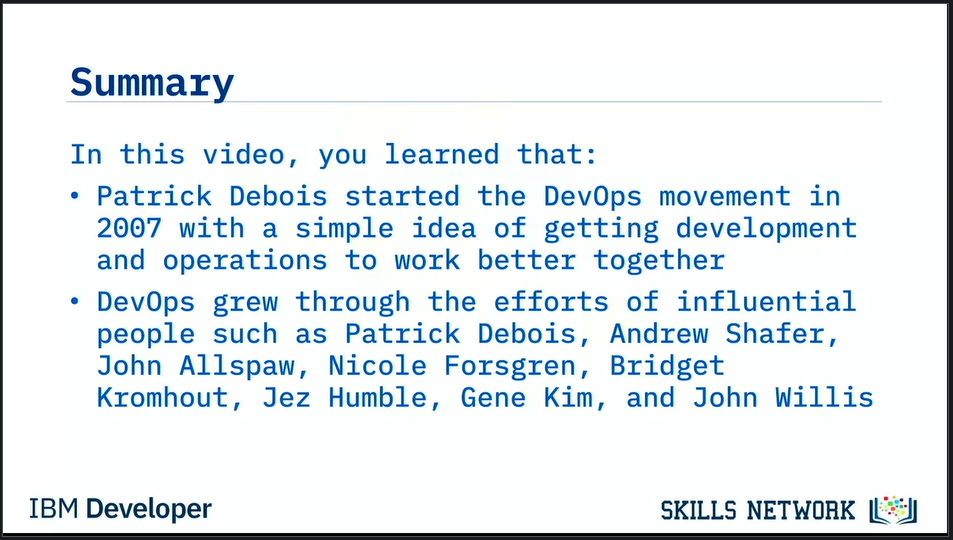 Summary
In this video, you learned that:
• Patrick Debois started the DevOps movement in
2007 with a simple idea of getting development
and operations to work better together
• DevOps grew through the efforts of influential
people such as Patrick Debois, Andrew Shafer,
John Allspaw, Nicole Forsgren, Bridget
Kromhout, Jez Humble, Gene Kim, and John Willis
IBM Developer
SKILLS NETWORK